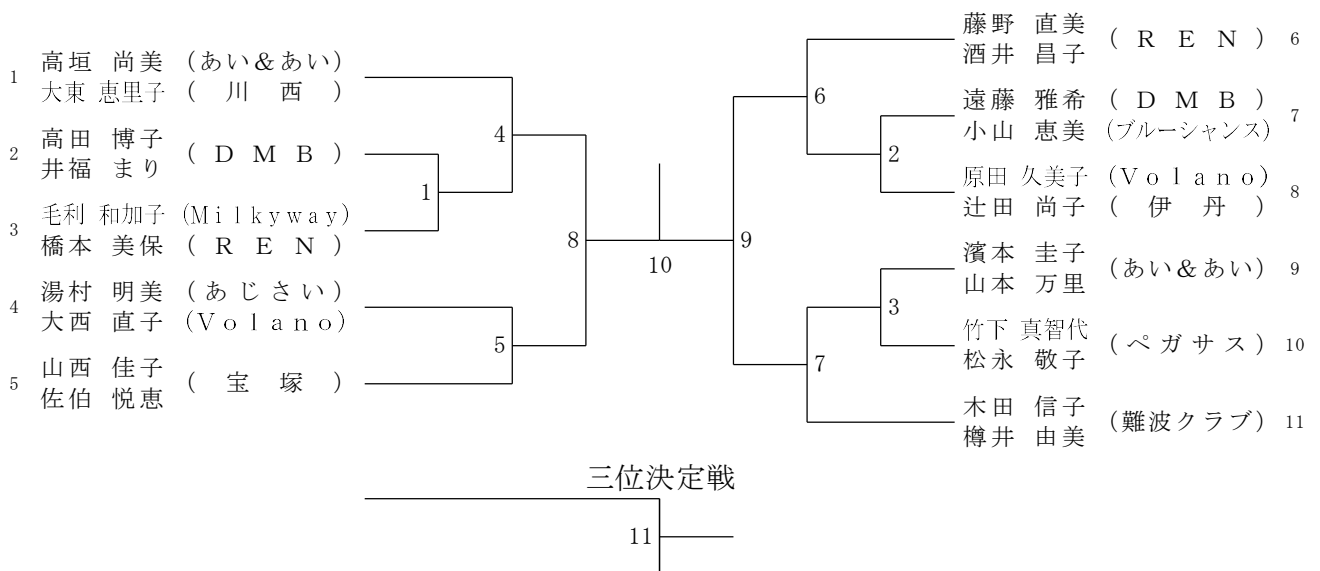 1 高垣 尚美 (あい&あい)
大東 恵里子 ( 川 西 )
2 高田 博子 ( D M B )
井福 まり
3 毛利 和加子 (Milkyway)
橋本 美保 ( R E N )
4 湯村 明美 (あじさい)
大西 直子 (Volano)
5 山西 佳子 ( 宝 塚 )
佐伯 悦恵
4
1
8
5
10
9
6
2
3
7
藤野 直美 ( R E N ) 6
酒井 昌子
遠藤 雅希 ( D M B ) 7
小山 恵美 (ブルーシャンス)
原田 久美子 (Volano) 8
辻田 尚子 ( 伊 丹 )
濱本 圭子 (あい&あい) 9
山本 万里
竹下 真智代 (ペガサス) 10
松永 敬子
木田 信子 (難波クラブ) 11
樽井 由美
三位決定戦
11